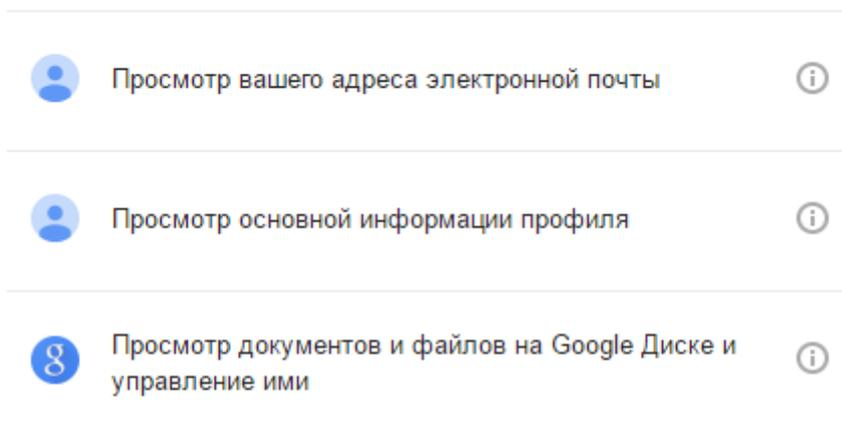 Просмотр вашего адреса электронной почты
Просмотр основной информации профиля
Просмотр документов и файлов на Google Диске и
управление ими